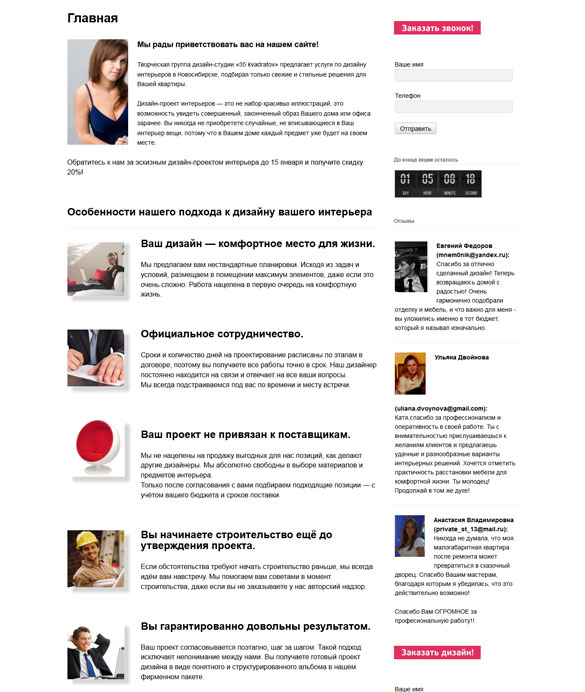 Главная
Мы рады приветствовать вас на нашем сайте!
Творческая группа дизайн-студии «35 kvadratov» предлагает услуги по дизайну
интерьеров в Новосибирске, подбирая только свежие и стильные решения для
Вашей квартиры.
Дизайн-проект интерьеров — это не набор красивых иллюстраций, это
возможность увидеть совершенный, законченный образ Вашего дома или офиса
заранее. Вы никогда не приобретете случайные, не вписывающиеся в Ваш
интерьер вещи, потому что в Вашем доме каждый предмет уже будет на своем
месте.
Обратитесь к нам за эскизным дизайн-проектом интерьера до 15 января и получите скидку
20%!
Особенности нашего подхода к дизайну вашего интерьера
Ваш дизайн — комфортное место для жизни.
Мы предлагаем вам нестандартные планировки. Исходя из задач и
условий, размещаем в помещении максимум элементов, даже если это
очень сложно. Работа нацелена в первую очередь на комфортную
жизнь.
Официальное сотрудничество.
Сроки и количество дней на проектирование расписаны по этапам в
договоре, поэтому вы получаете все работы точно в срок. Наш дизайнер
постоянно находится на связи и отвечает на все ваши вопросы.
Мы всегда подстраиваемся под вас по времени и месту встречи.
Ваш проект не привязан к поставщикам.
Мы не нацелены на продажу выгодных для нас позиций, как делают
другие дизайнеры. Мы абсолютно свободны в выборе материалов и
предметов интерьера.
Только после согласования с вами подбираем подходящие позиции — с
учётом вашего бюджета и сроков поставки.
Вы начинаете строительство ещё до
утверждения проекта.
Если обстоятельства требуют начать строительство раньше, мы всегда
идём вам навстречу. Мы помогаем вам советами в момент
строительства, даже если вы не заказываете у нас авторский надзор.
Вы гарантированно довольны результатом.
Ваш проект согласовывается поэтапно, шаг за шагом. Такой подход
исключает непонимание между нами. Вы получаете готовый проект
дизайна в виде понятного и структурированного альбома в нашем
фирменном пакете.
Заказать звонок!
Ваше имя
Телефон
Отправить
До конца акции осталось
01 05 08 18
DAY HOUR MINUTE SECOND
Отзывы
Евгений Федоров
(mnem0nik@yandex.ru):
Спасибо за отлично
сделанный дизайн! Теперь
возвращаюсь домой с
радостью! Очень
гармонично подобрали
отделку и мебель, и что важно для меня -
вы уложились именно в тот бюджет,
который я называл изначально.
Ульяна Двойнова
(uliana.dvoynova@gmail.com):
Катя,спасибо за профессионализм и
оперативность в своей работе. Ты с
внимательностью прислушиваешься к
желаниям клиентов и предлагаешь
удачные и разнообразные варианты
интерьерных решений. Хочется отметить
практичность расстановки мебели для
комфортной жизни. Ты молодец!
Продолжай в том же духе!
Анастасия Владимировна
(private_st_13@mail.ru):
Никогда не думала, что моя
малогабаритная квартира
после ремонта может
превратиться в сказочный
дворец. Спасибо Вашим мастерам,
благодаря которым я убедилась, что это
действительно возможно!
Спасибо Вам ОГРОМНОЕ за
профессиональную работу!!
Заказать дизайн!
Ваше имя